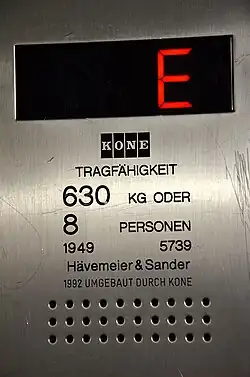 E
KONE
TRAGFÄHIGKEIT
630 KG ODER
8 PERSONEN
1949 5739
Hävemeier & Sander
1992 UMGEBAUT DURCH KONE